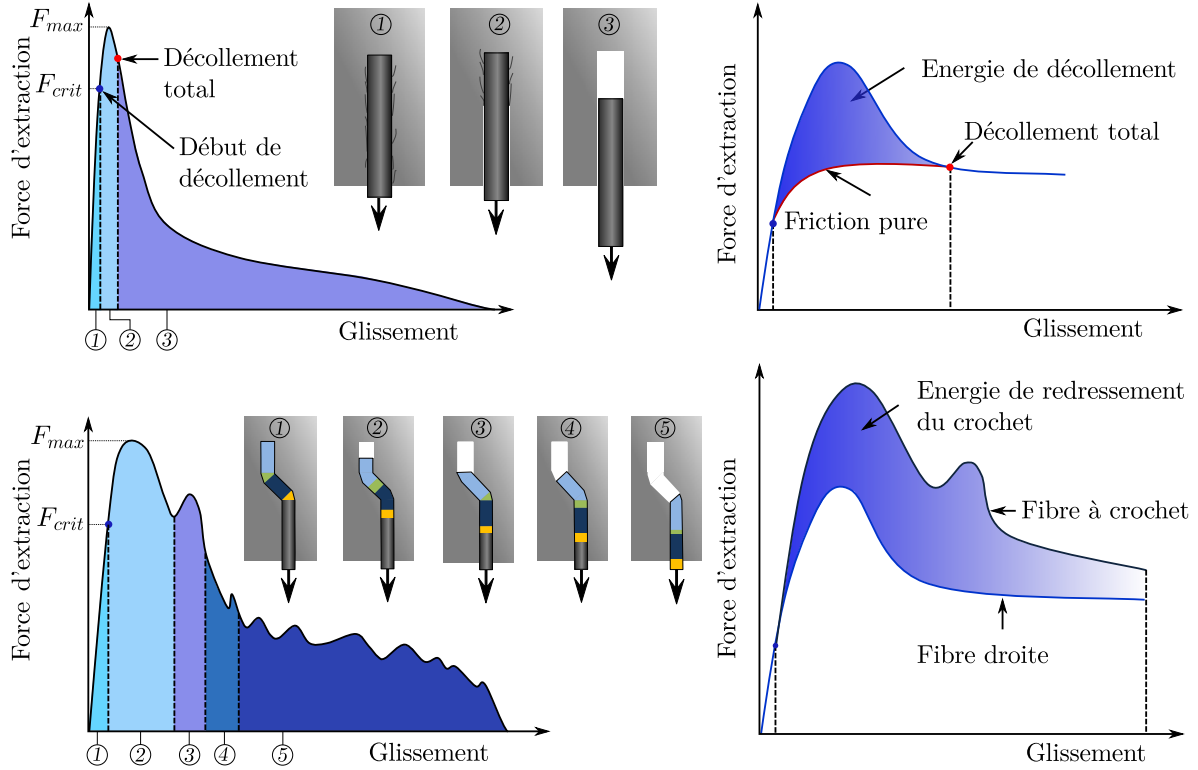 F_max
F_crit
Force d'extraction
Décollement
total
Début de
décollement
① ② ③
Glissement
① ② ③
Force d'extraction
Energie de décollement
Décollement total
Friction pure
Glissement
F_max
F_crit
Force d'extraction
① ② ③ ④ ⑤
Glissement
① ② ③ ④ ⑤
Force d'extraction
Energie de redressement
du crochet
Fibre à crochet
Fibre droite
Glissement